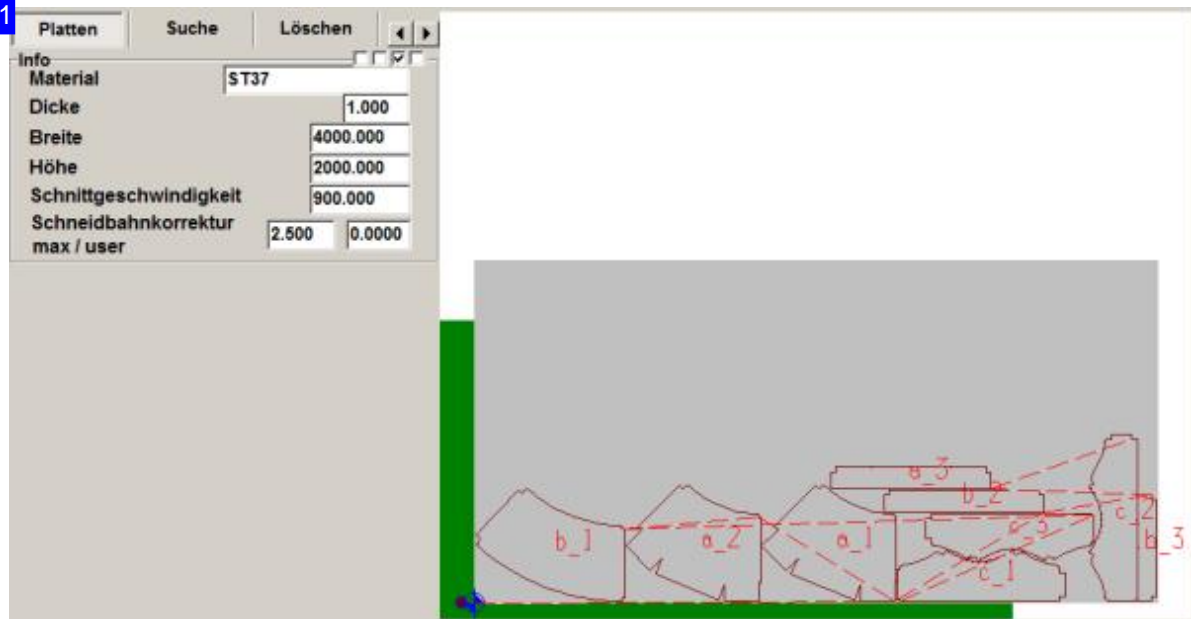 1
Platten Suche Löschen
Info
Material ST37
Dicke 1.000
Breite 4000.000
Höhe 2000.000
Schnittgeschwindigkeit 900.000
Schneidbahnkorrektur
max / user 2.500 0.0000
a_3
b_2
c_2
b_1 a_2 a_1 c_3 b_3
c_1